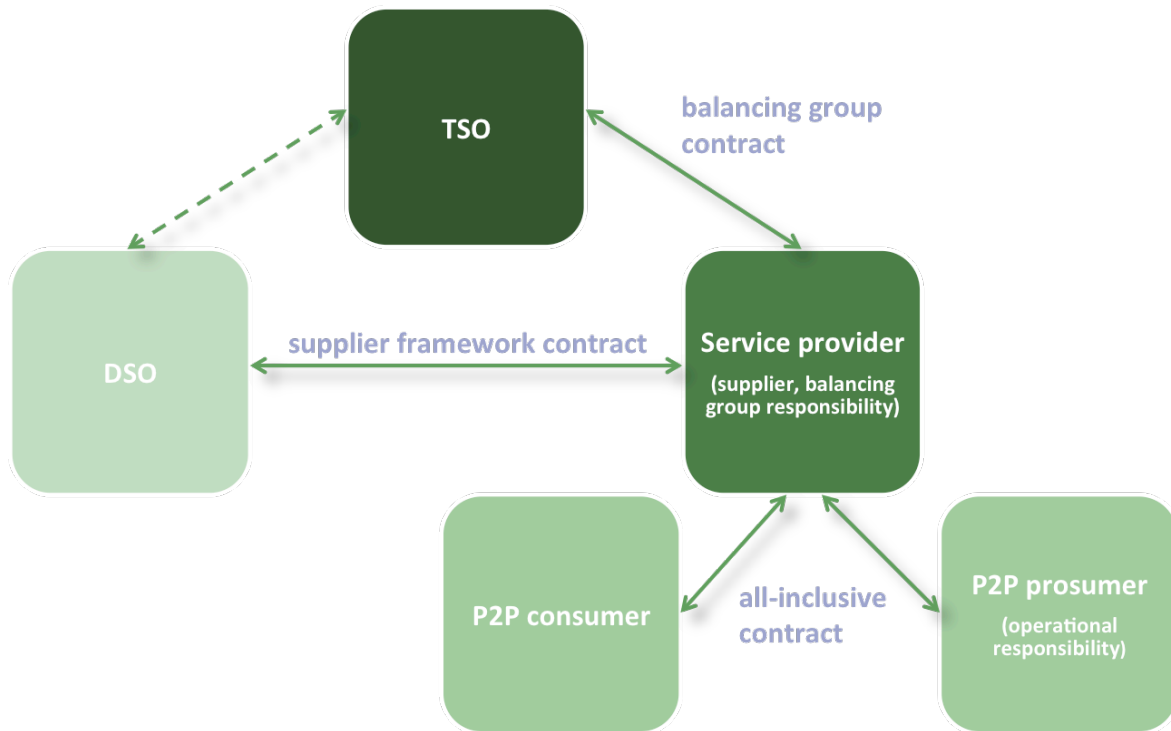 TSO
balancing group
contract
DSO
supplier framework contract
Service provider
(supplier, balancing
group responsibility)
P2P consumer
all-inclusive
contract
P2P prosumer
(operational
responsibility)